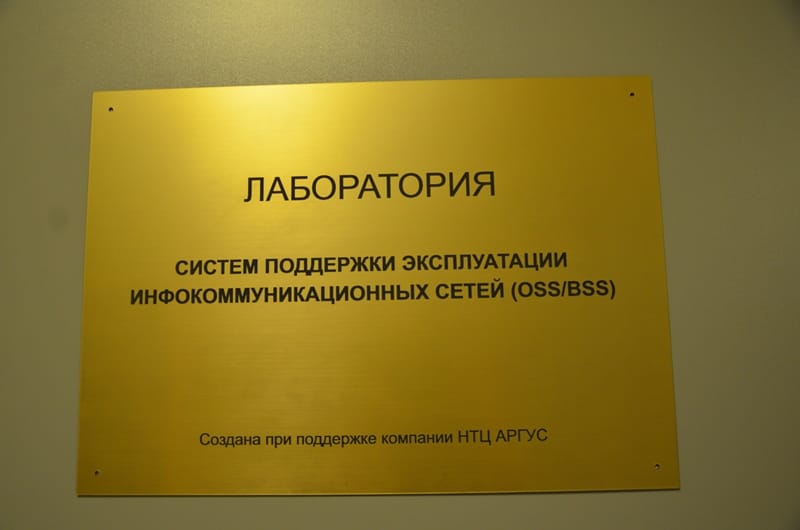 ЛАБОРАТОРИЯ
СИСТЕМ ПОДДЕРЖКИ ЭКСПЛУАТАЦИИ
ИНФОКОММУНИКАЦИОННЫХ СЕТЕЙ (OSS/BSS)
Создана при поддержке компании НТЦ АРГУС